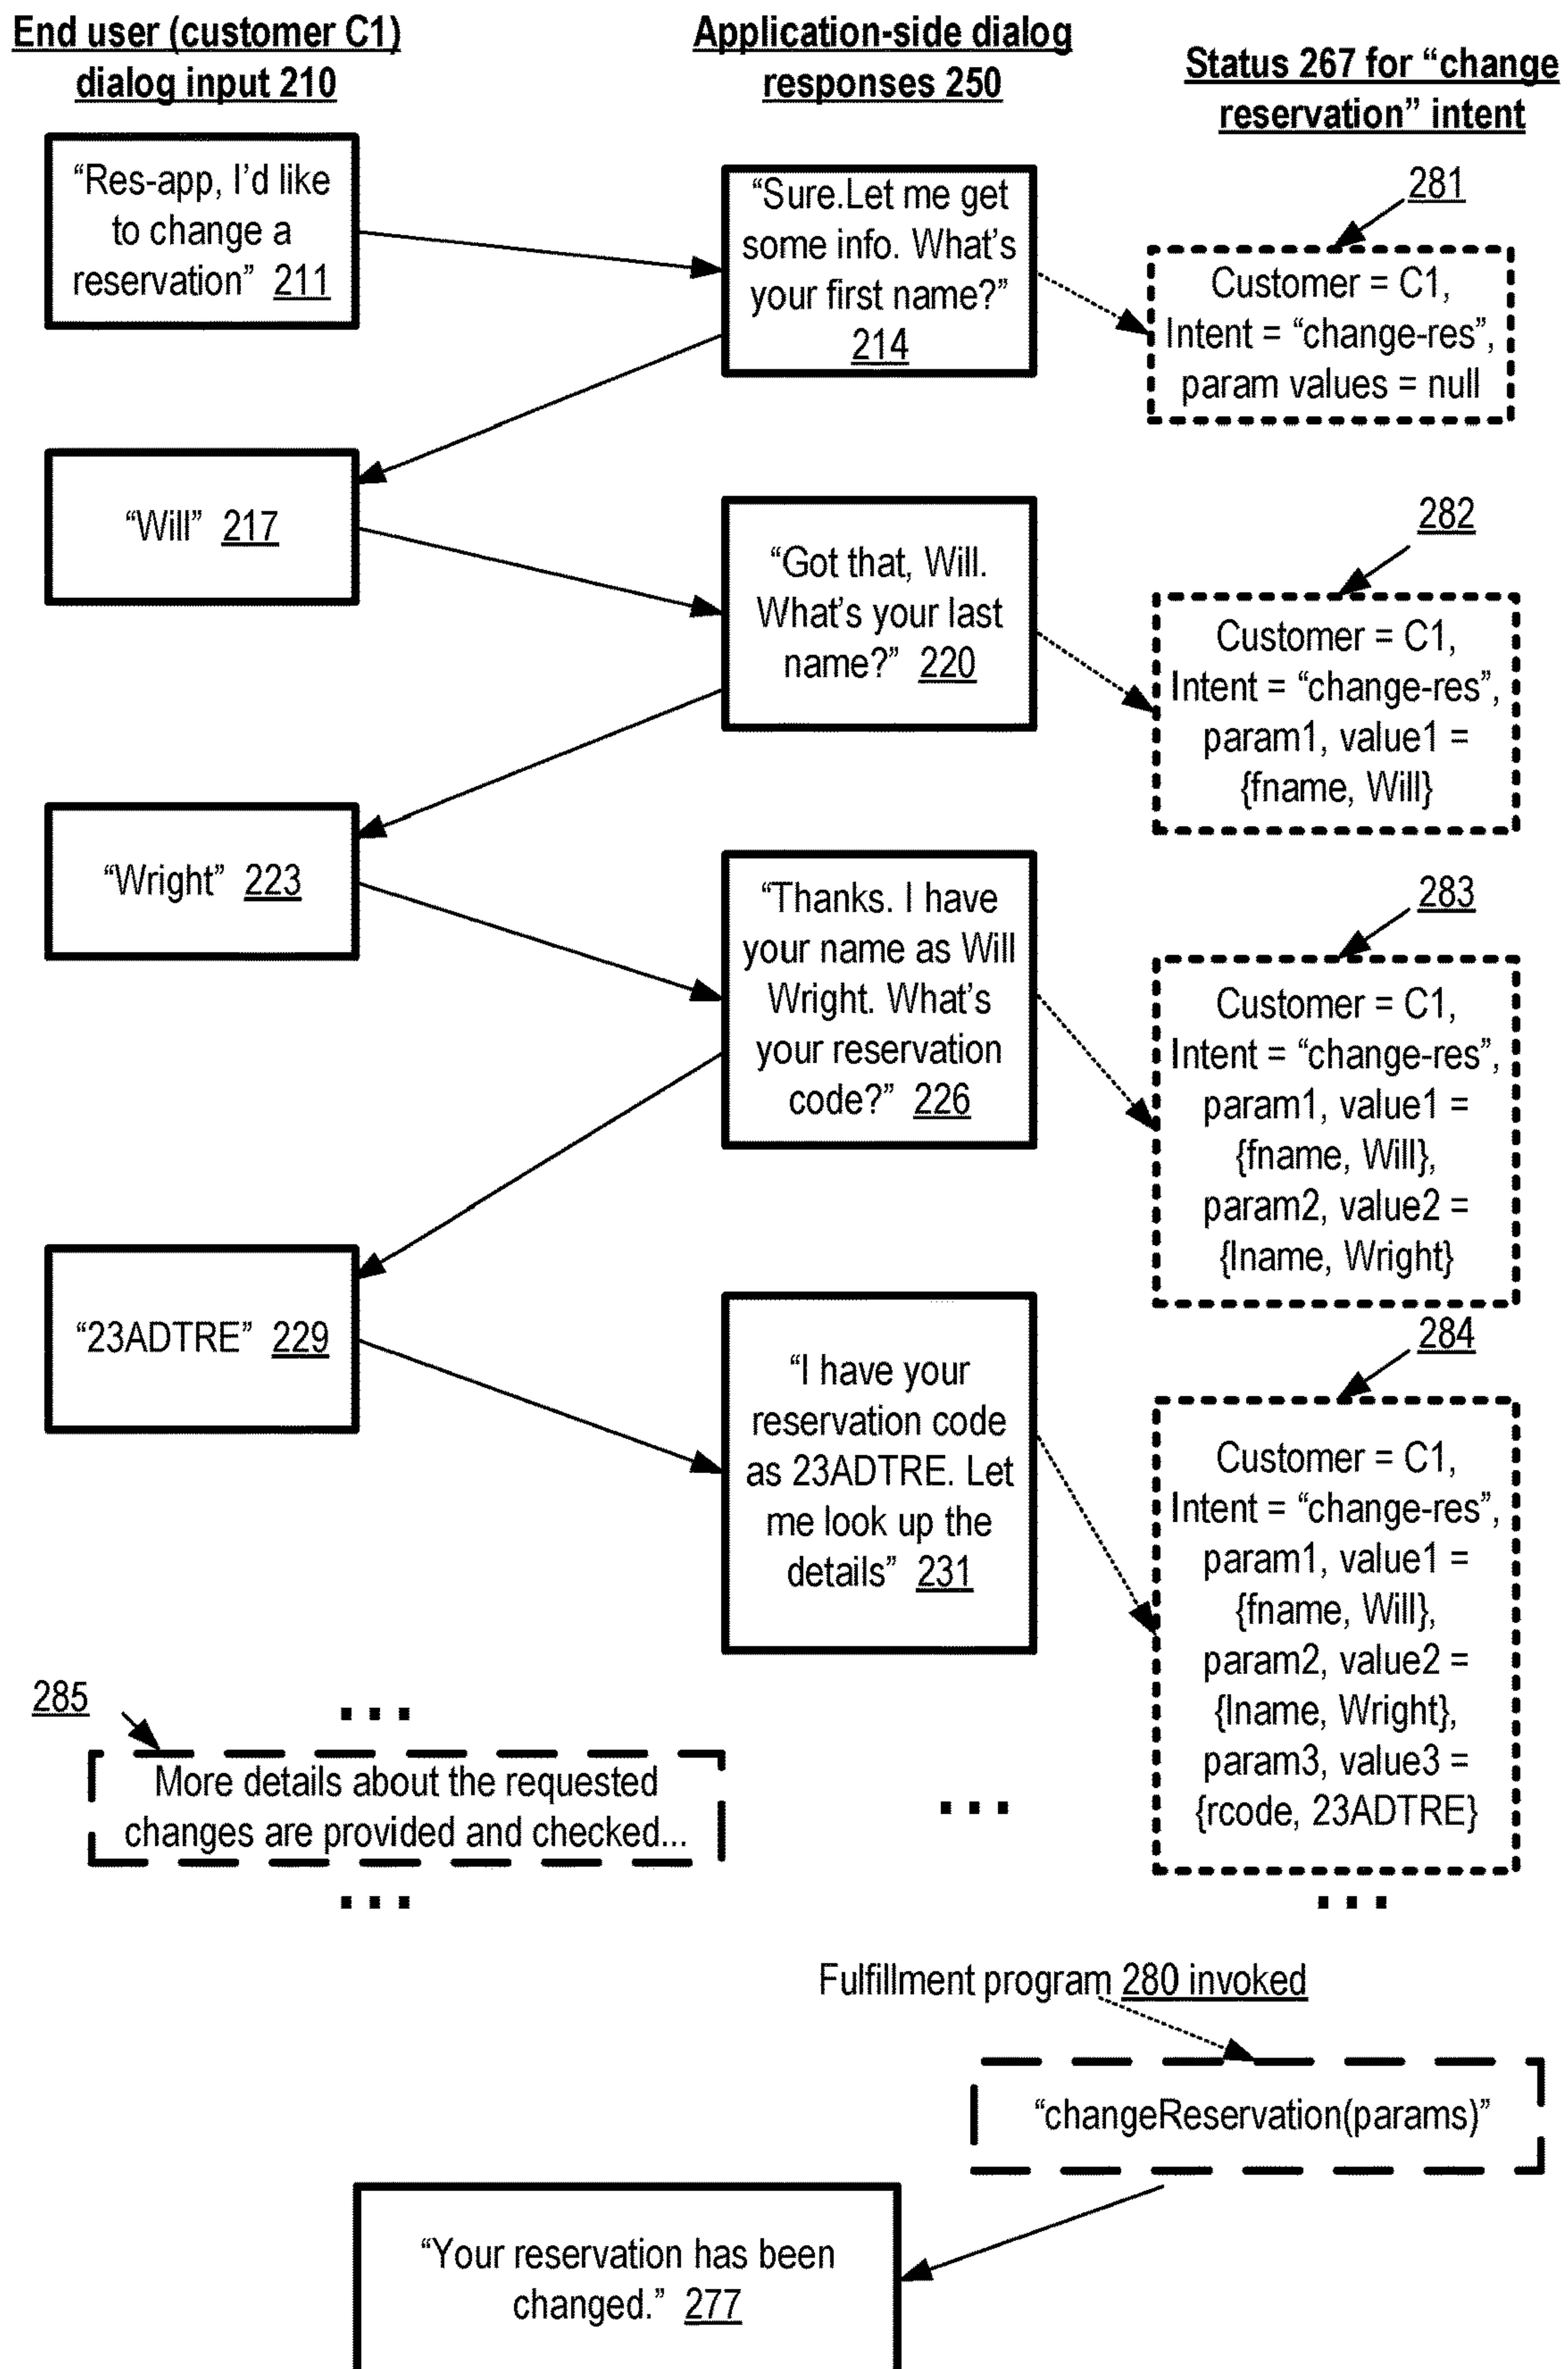 End user (customer C1)
dialog input 210
Application-side dialog
responses 250
Status 267 for “change
reservation” intent
“Res-app, I’d like
to change a
reservation” 211
“Sure.Let me get
some info. What’s
your first name?”
214
281
Customer = C1,
Intent = “change-res”,
param values = null
“Will” 217
“Got that, Will.
What’s your last
name?” 220
282
Customer = C1,
Intent = “change-res”,
param1, value1 =
{fname, Will}
“Wright” 223
“Thanks. I have
your name as Will
Wright. What’s
your reservation
code?” 226
283
Customer = C1,
Intent = “change-res”,
param1, value1 =
{fname, Will},
param2, value2 =
{lname, Wright}
“23ADTRE” 229
“I have your
reservation code
as 23ADTRE. Let
me look up the
details” 231
284
Customer = C1,
Intent = “change-res”,
param1, value1 =
{fname, Will},
param2, value2 =
{lname, Wright},
param3, value3 =
{rcode, 23ADTRE}
285
...
More details about the requested
changes are provided and checked...
...
...
...
Fulfillment program 280 invoked
“changeReservation(params)”
“Your reservation has been
changed.” 277